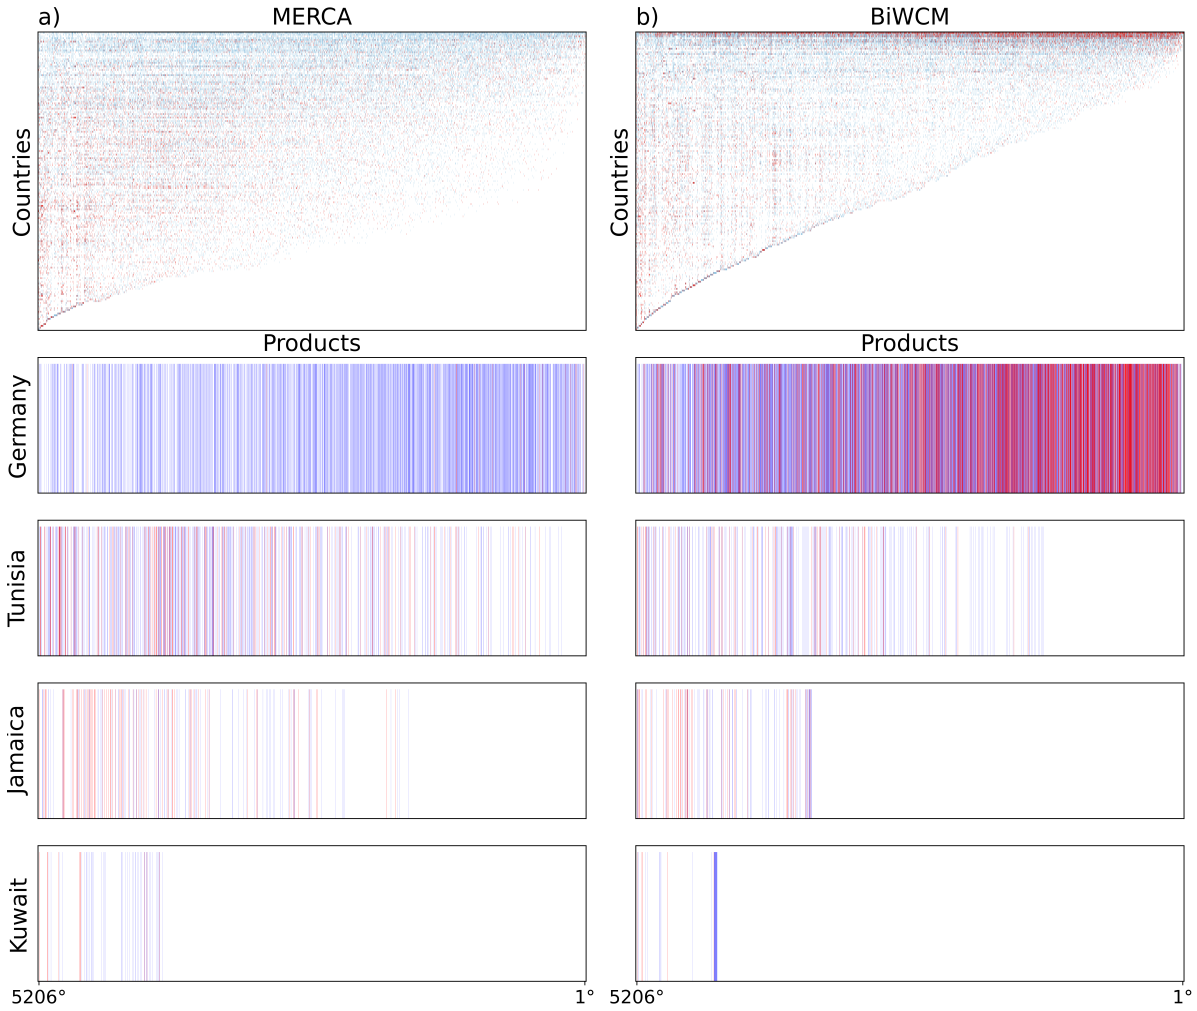 a) MERCA
b) BiWCM
Countries
Countries
Products
Products
Germany
Tunisia
Jamaica
Kuwait
5206° 1°
5206° 1°